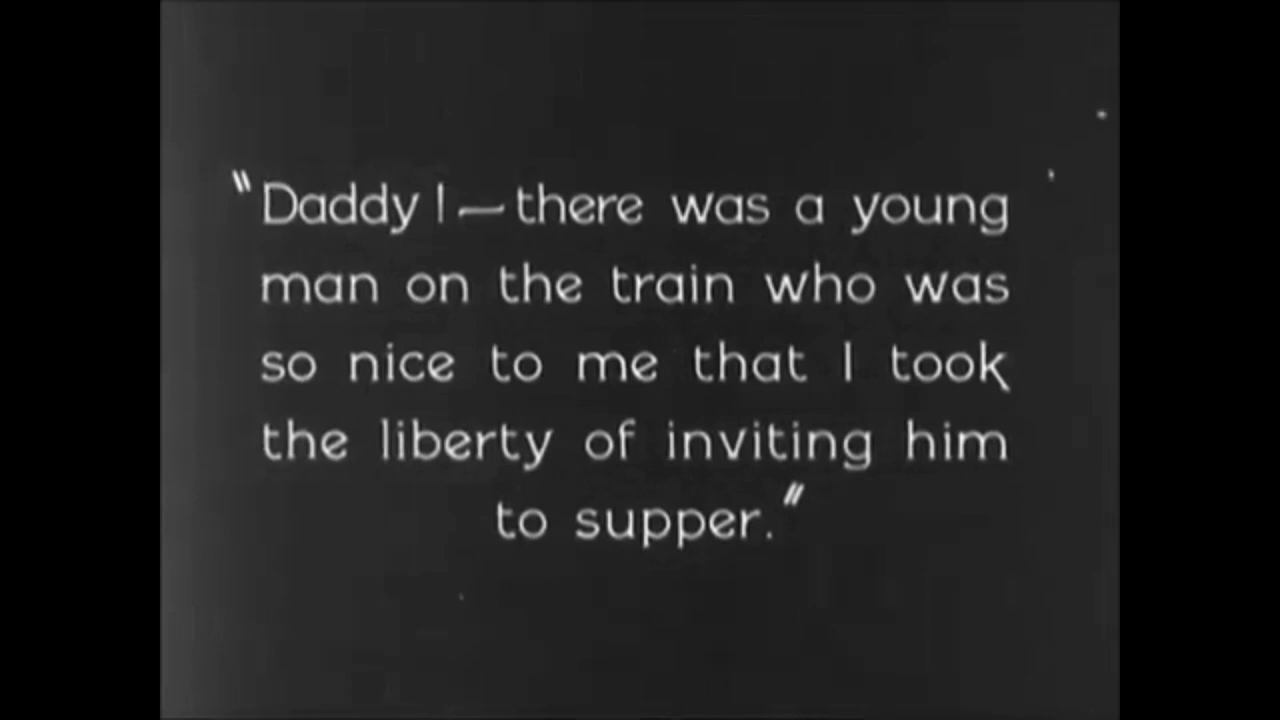 "Daddy!—there was a young
man on the train who was
so nice to me that I took
the liberty of inviting him
to supper."